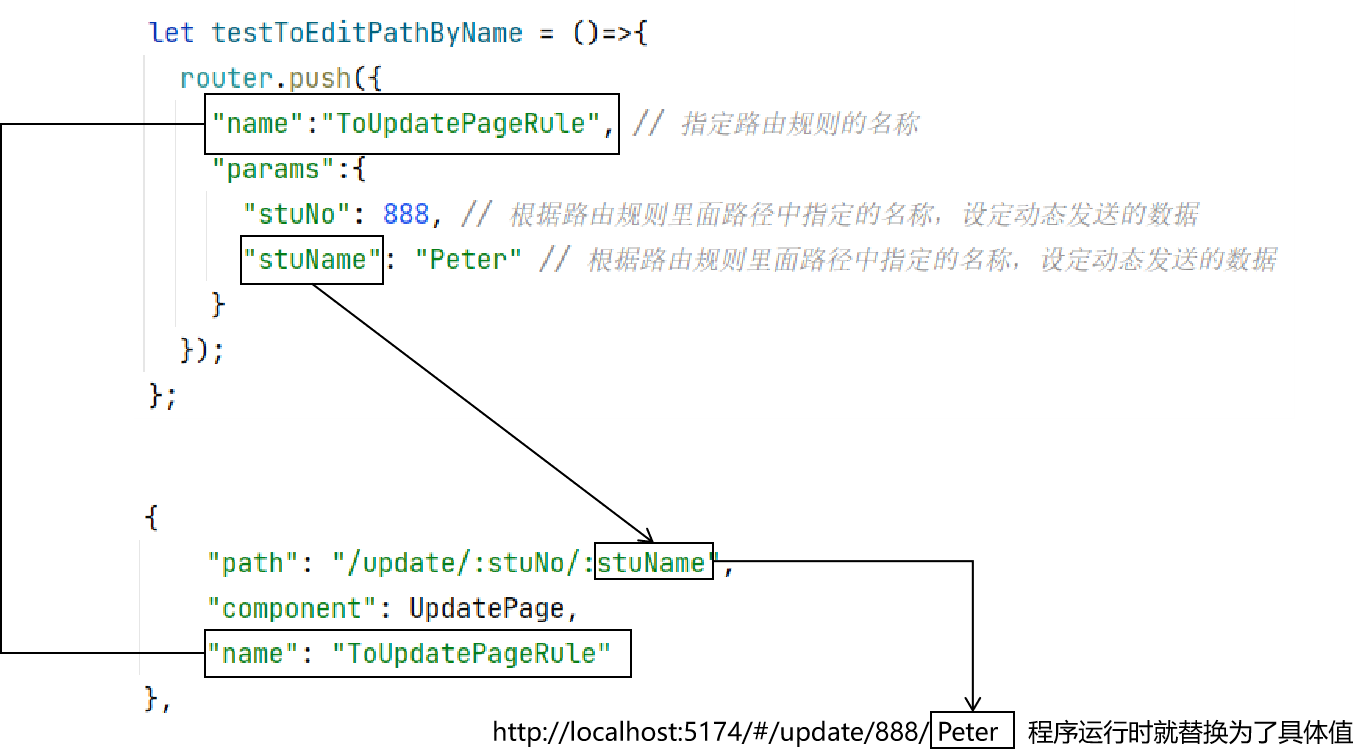 let testToEditPathByName = ()=>{
router.push({
"name":"ToUpdatePageRule", // 指定路由规则的名称
"params":{
"stuNo": 888, // 根据路由规则里面路径中指定的名称，设定动态发送的数据
"stuName": "Peter" // 根据路由规则里面路径中指定的名称，设定动态发送的数据
}
});
};
{
"path": "/update/:stuNo/:stuName",
"component": UpdatePage,
"name": "ToUpdatePageRule"
},
http://localhost:5174/#/update/888/Peter 程序运行时就替换为了具体值